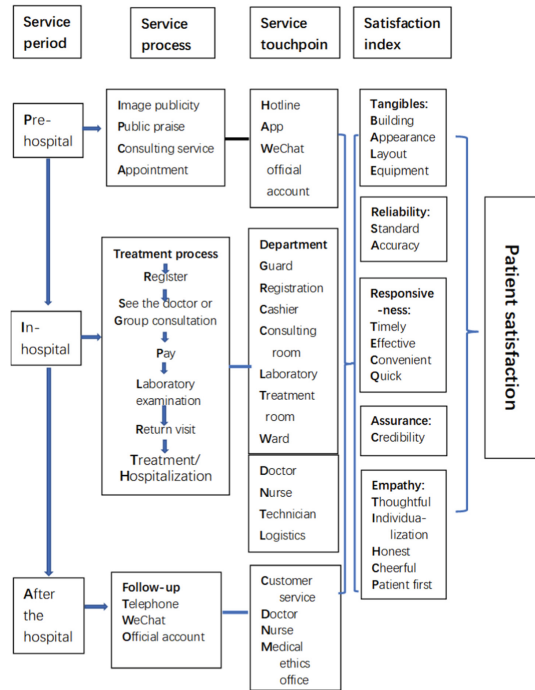 Service
period
Service
process
Service
touchpoin
Satisfaction
index
Pre-
hospital
Image publicity
Public praise
Consulting service
Appointment
Hotline
App
WeChat
official
account
Tangibles:
Building
Appearance
Layout
Equipment
Reliability:
Standard
Accuracy
In-
hospital
Treatment process
Register
See the doctor or
Group consultation
Pay
Laboratory
examination
Return visit
Treatment/
Hospitalization
Department
Guard
Registration
Cashier
Consulting
room
Laboratory
Treatment
room
Ward
Doctor
Nurse
Technician
Logistics
Responsive
-ness:
Timely
Effective
Convenient
Quick
Assurance:
Credibility
Empathy:
Thoughtful
Individua-
lization
Honest
Cheerful
Patient first
Patient satisfaction
After
the
hospital
Follow-up
Telephone
WeChat
Official account
Customer
service
Doctor
Nurse
Medical
ethics
office